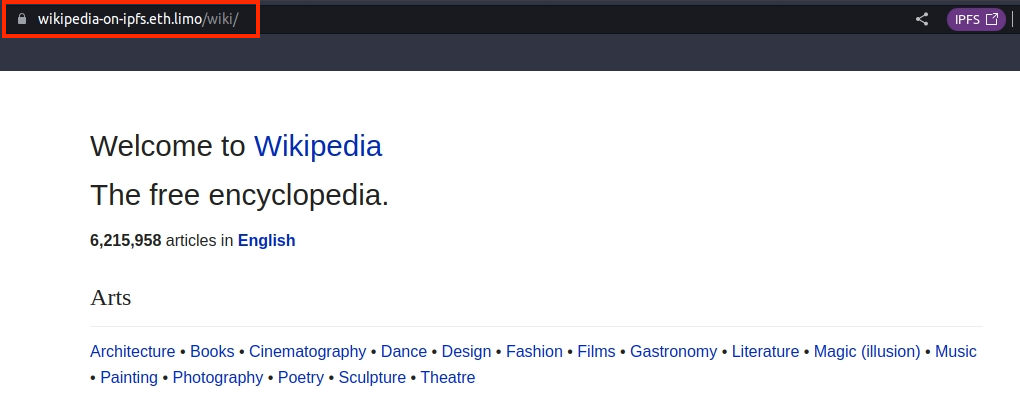 wikipedia-on-ipfs.eth.limo/wiki/ IPFS
Welcome to Wikipedia
The free encyclopedia.
6,215,958 articles in English
Arts
Architecture • Books • Cinematography • Dance • Design • Fashion • Films • Gastronomy • Literature • Magic (illusion) • Music
• Painting • Photography • Poetry • Sculpture • Theatre